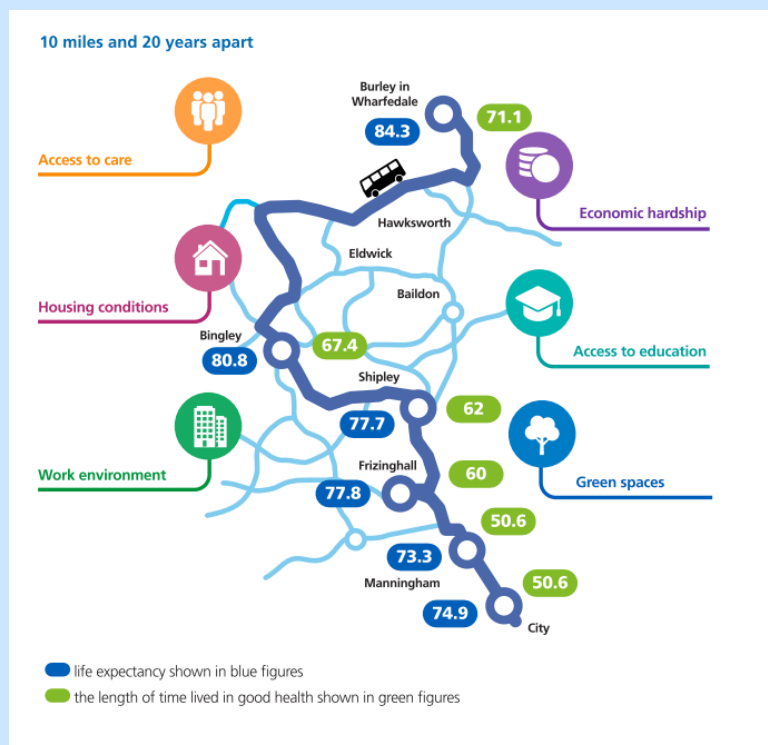 10 miles and 20 years apart
Burley in
Wharfedale
71.1
84.3
Access to care
Economic hardship
Hawksworth
Eldwick
Baildon
Housing conditions
Bingley
67.4
80.8
Access to education
Shipley
62
77.7
Frizinghall
60
Work environment
Green spaces
77.8
50.6
73.3
Manningham
50.6
74.9
City
life expectancy shown in blue figures
the length of time lived in good health shown in green figures